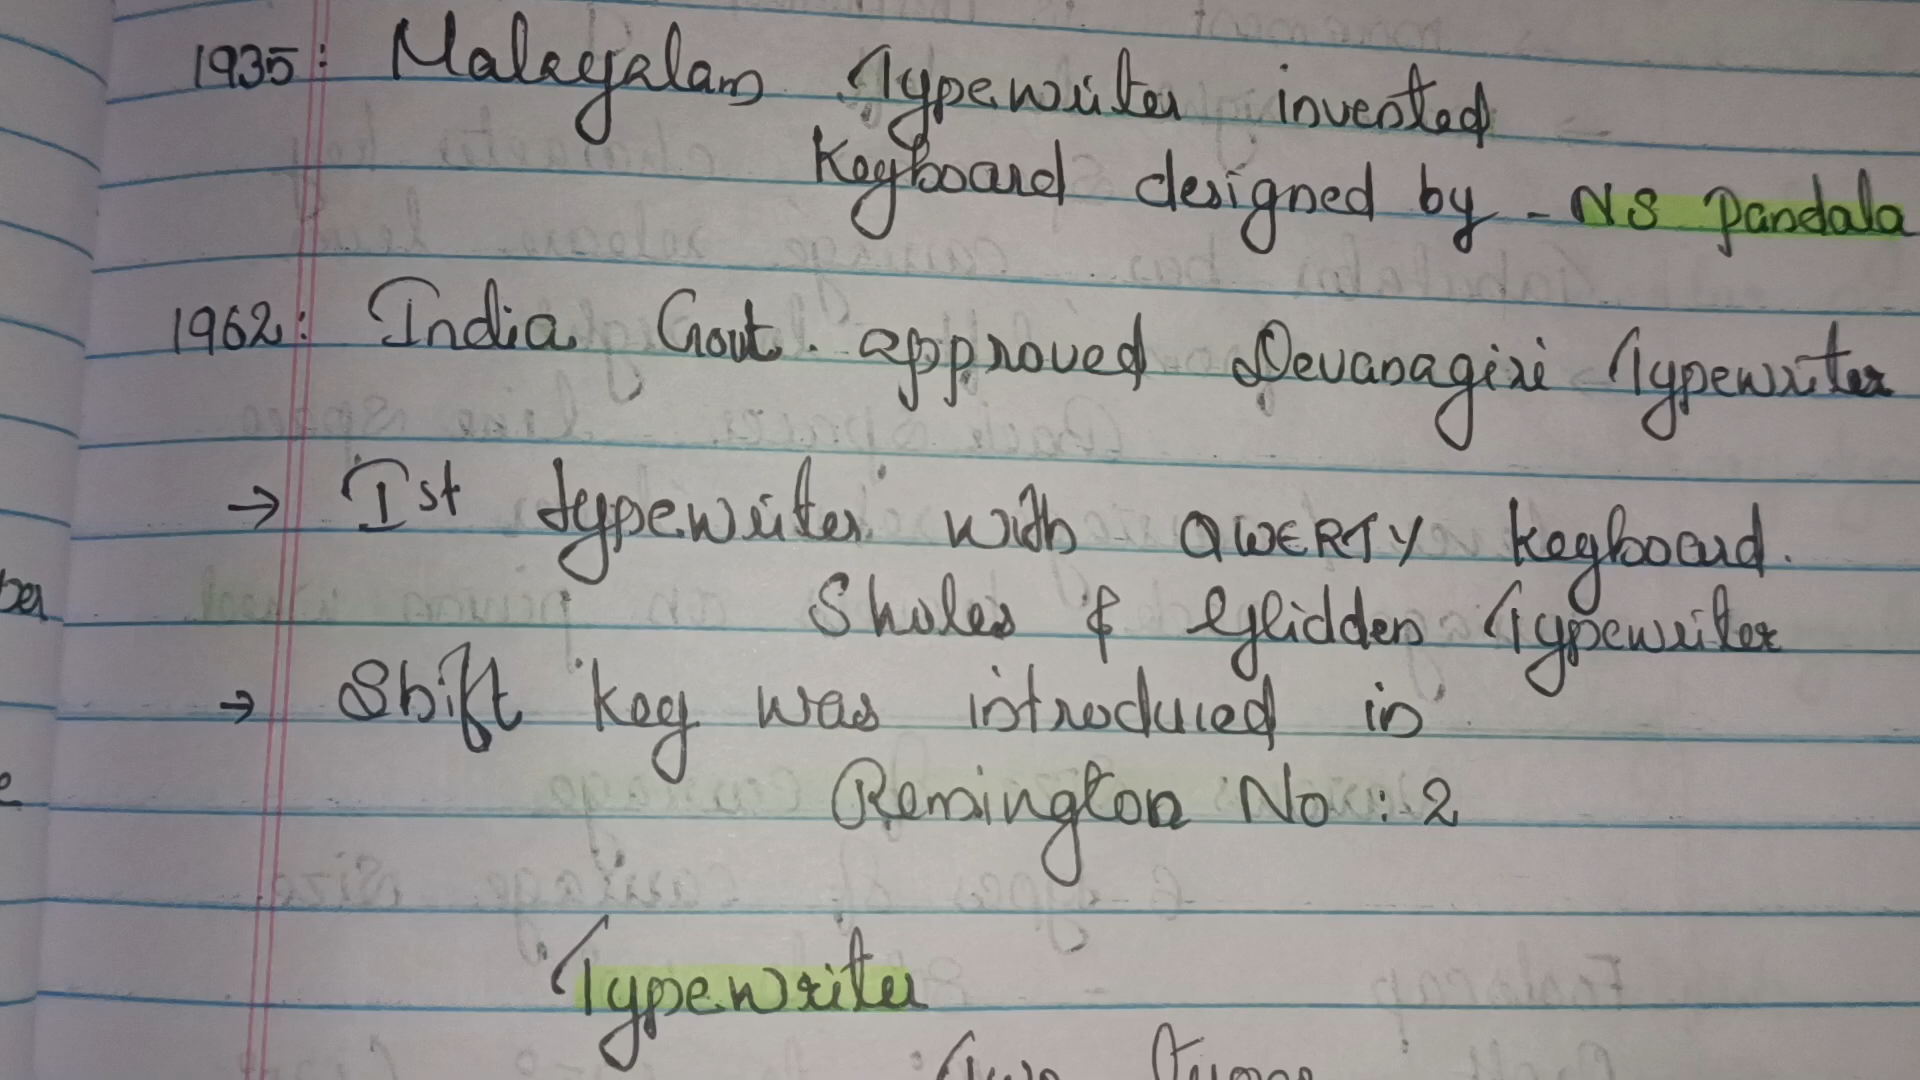 1935: Malayalam Typewriter invented
Keyboard designed by - NS Pandala
1962: India Govt. approved Devanagiri Typewriter
→ Ist typewriter with QWERTY keyboard.
Sholes & Glidden Typewriter
→ Shift key was introduced in
Remington No: 2
Typewriter